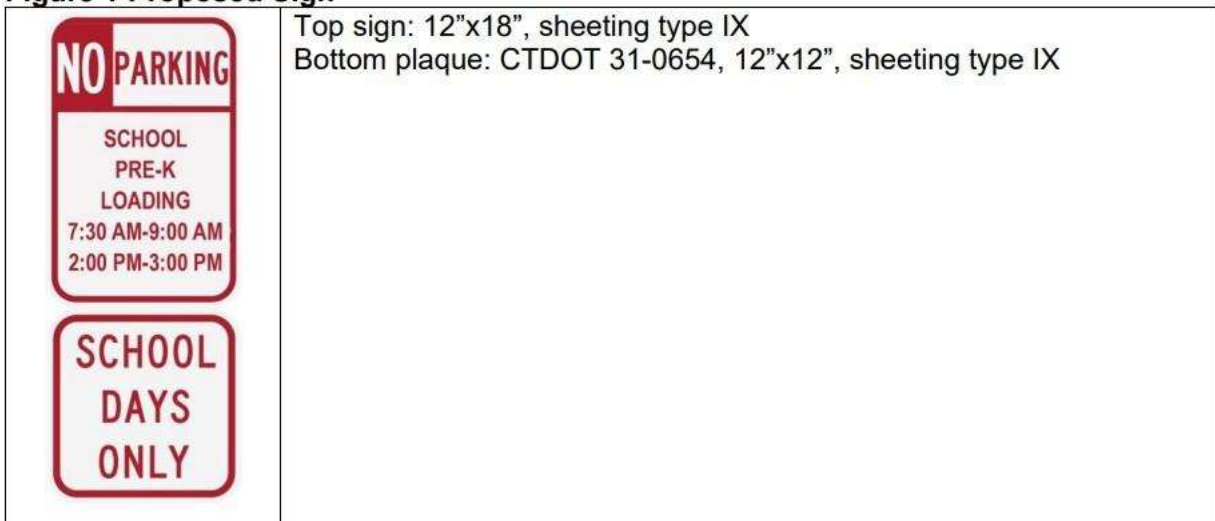 Top sign: 12”x18”, sheeting type IX
Bottom plaque: CTDOT 31-0654, 12”x12”, sheeting type IX
NO PARKING
SCHOOL
PRE-K
LOADING
7:30 AM-9:00 AM
2:00 PM-3:00 PM
SCHOOL
DAYS
ONLY